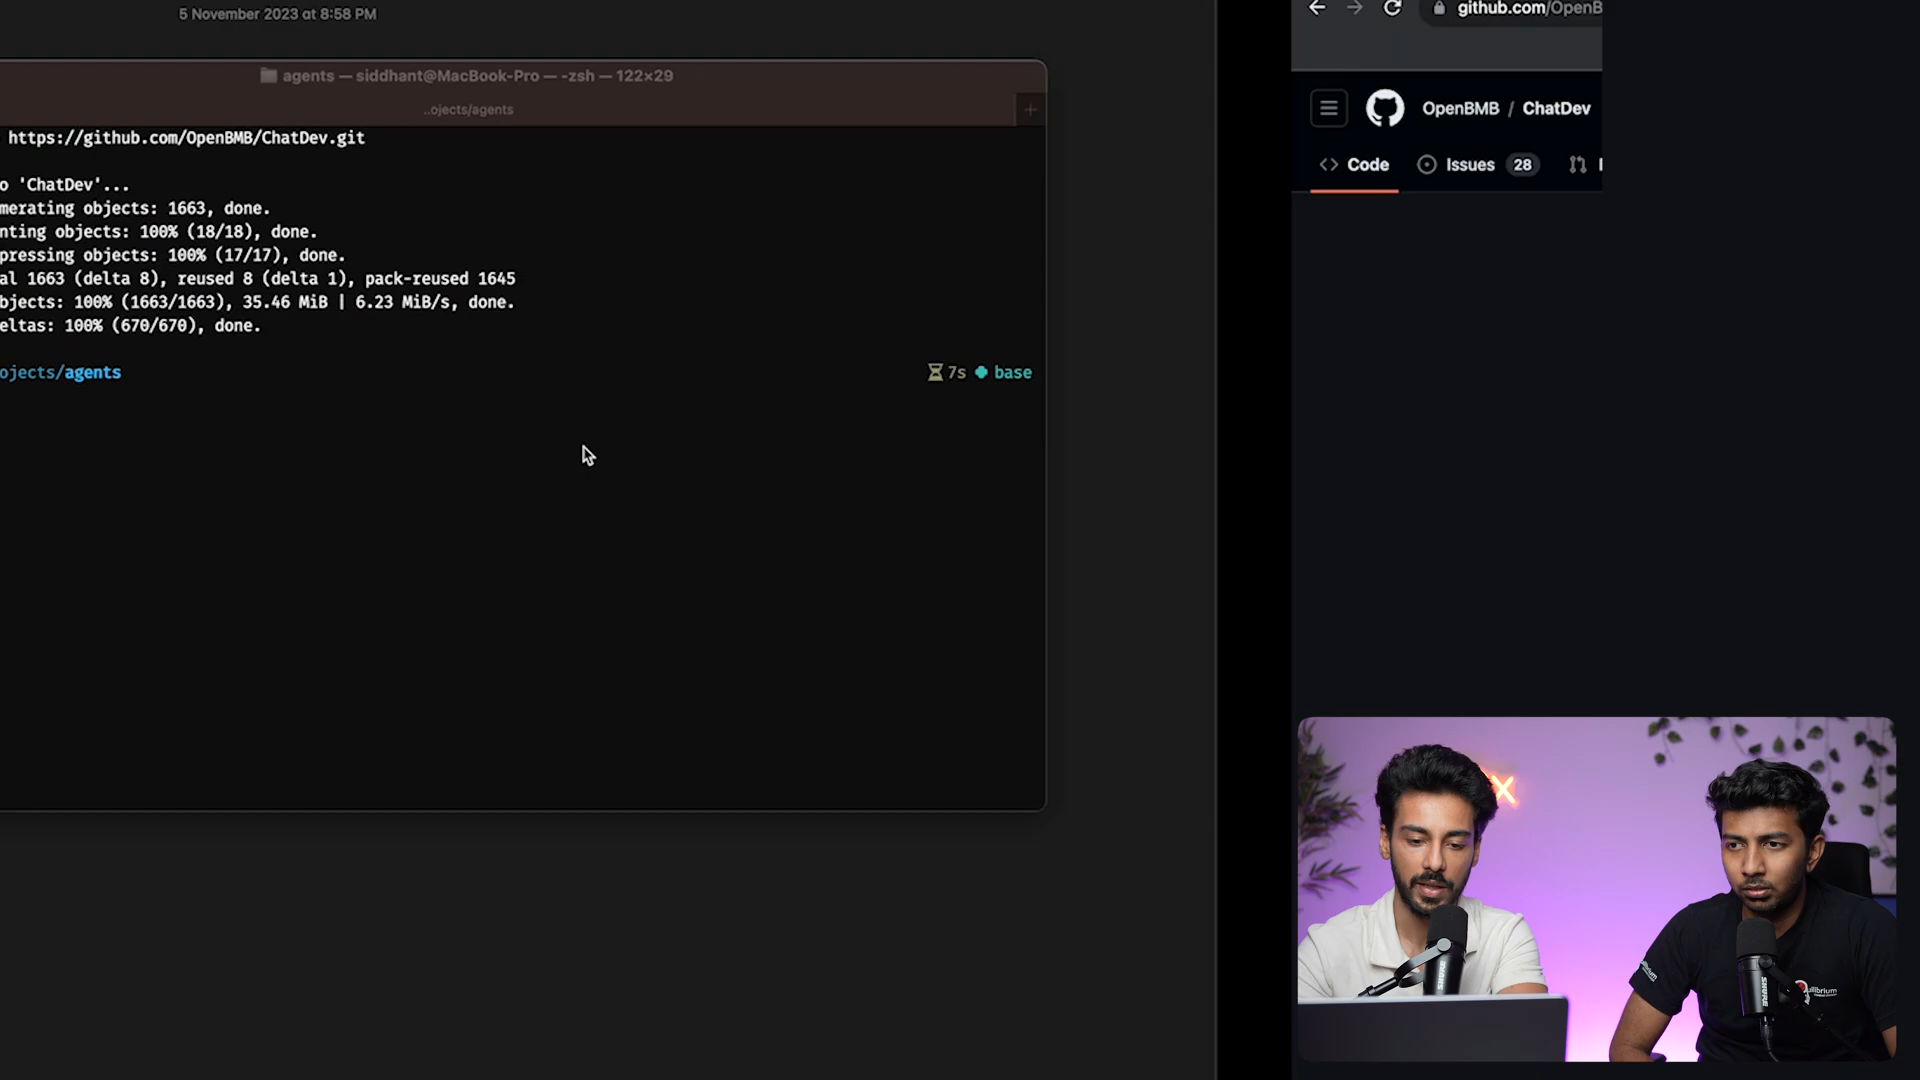 5 November 2023 at 8:58 PM
agents — siddhant@MacBook-Pro — -zsh — 122×29
..ojects/agents
+
https://github.com/OpenBMB/ChatDev.git
o 'ChatDev'...
merating objects: 1663, done.
nting objects: 100% (18/18), done.
pressing objects: 100% (17/17), done.
al 1663 (delta 8), reused 8 (delta 1), pack-reused 1645
bjects: 100% (1663/1663), 35.46 MiB | 6.23 MiB/s, done.
eltas: 100% (670/670), done.
ojects/agents
7s base
github.com/OpenB
OpenBMB / ChatDev
<> Code
Issues 28
SHURE
SHURE